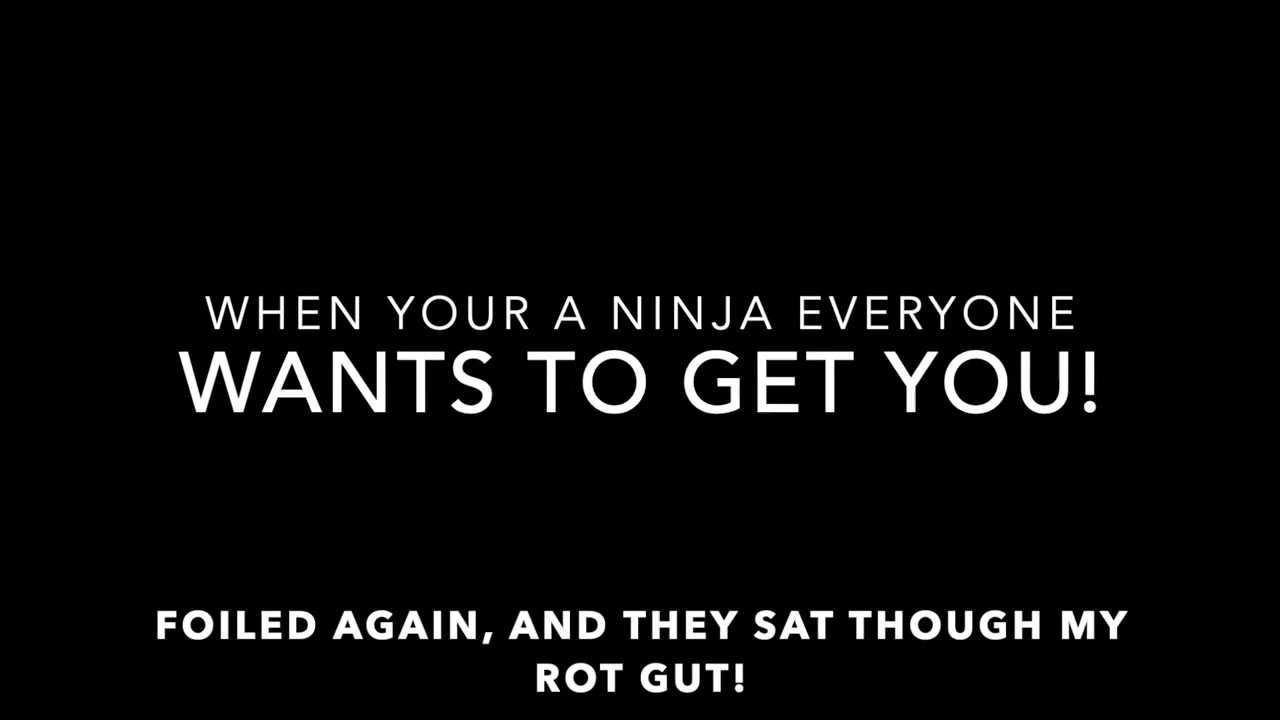 WHEN YOUR A NINJA EVERYONE
WANTS TO GET YOU!
FOILED AGAIN, AND THEY SAT THOUGH MY
ROT GUT!